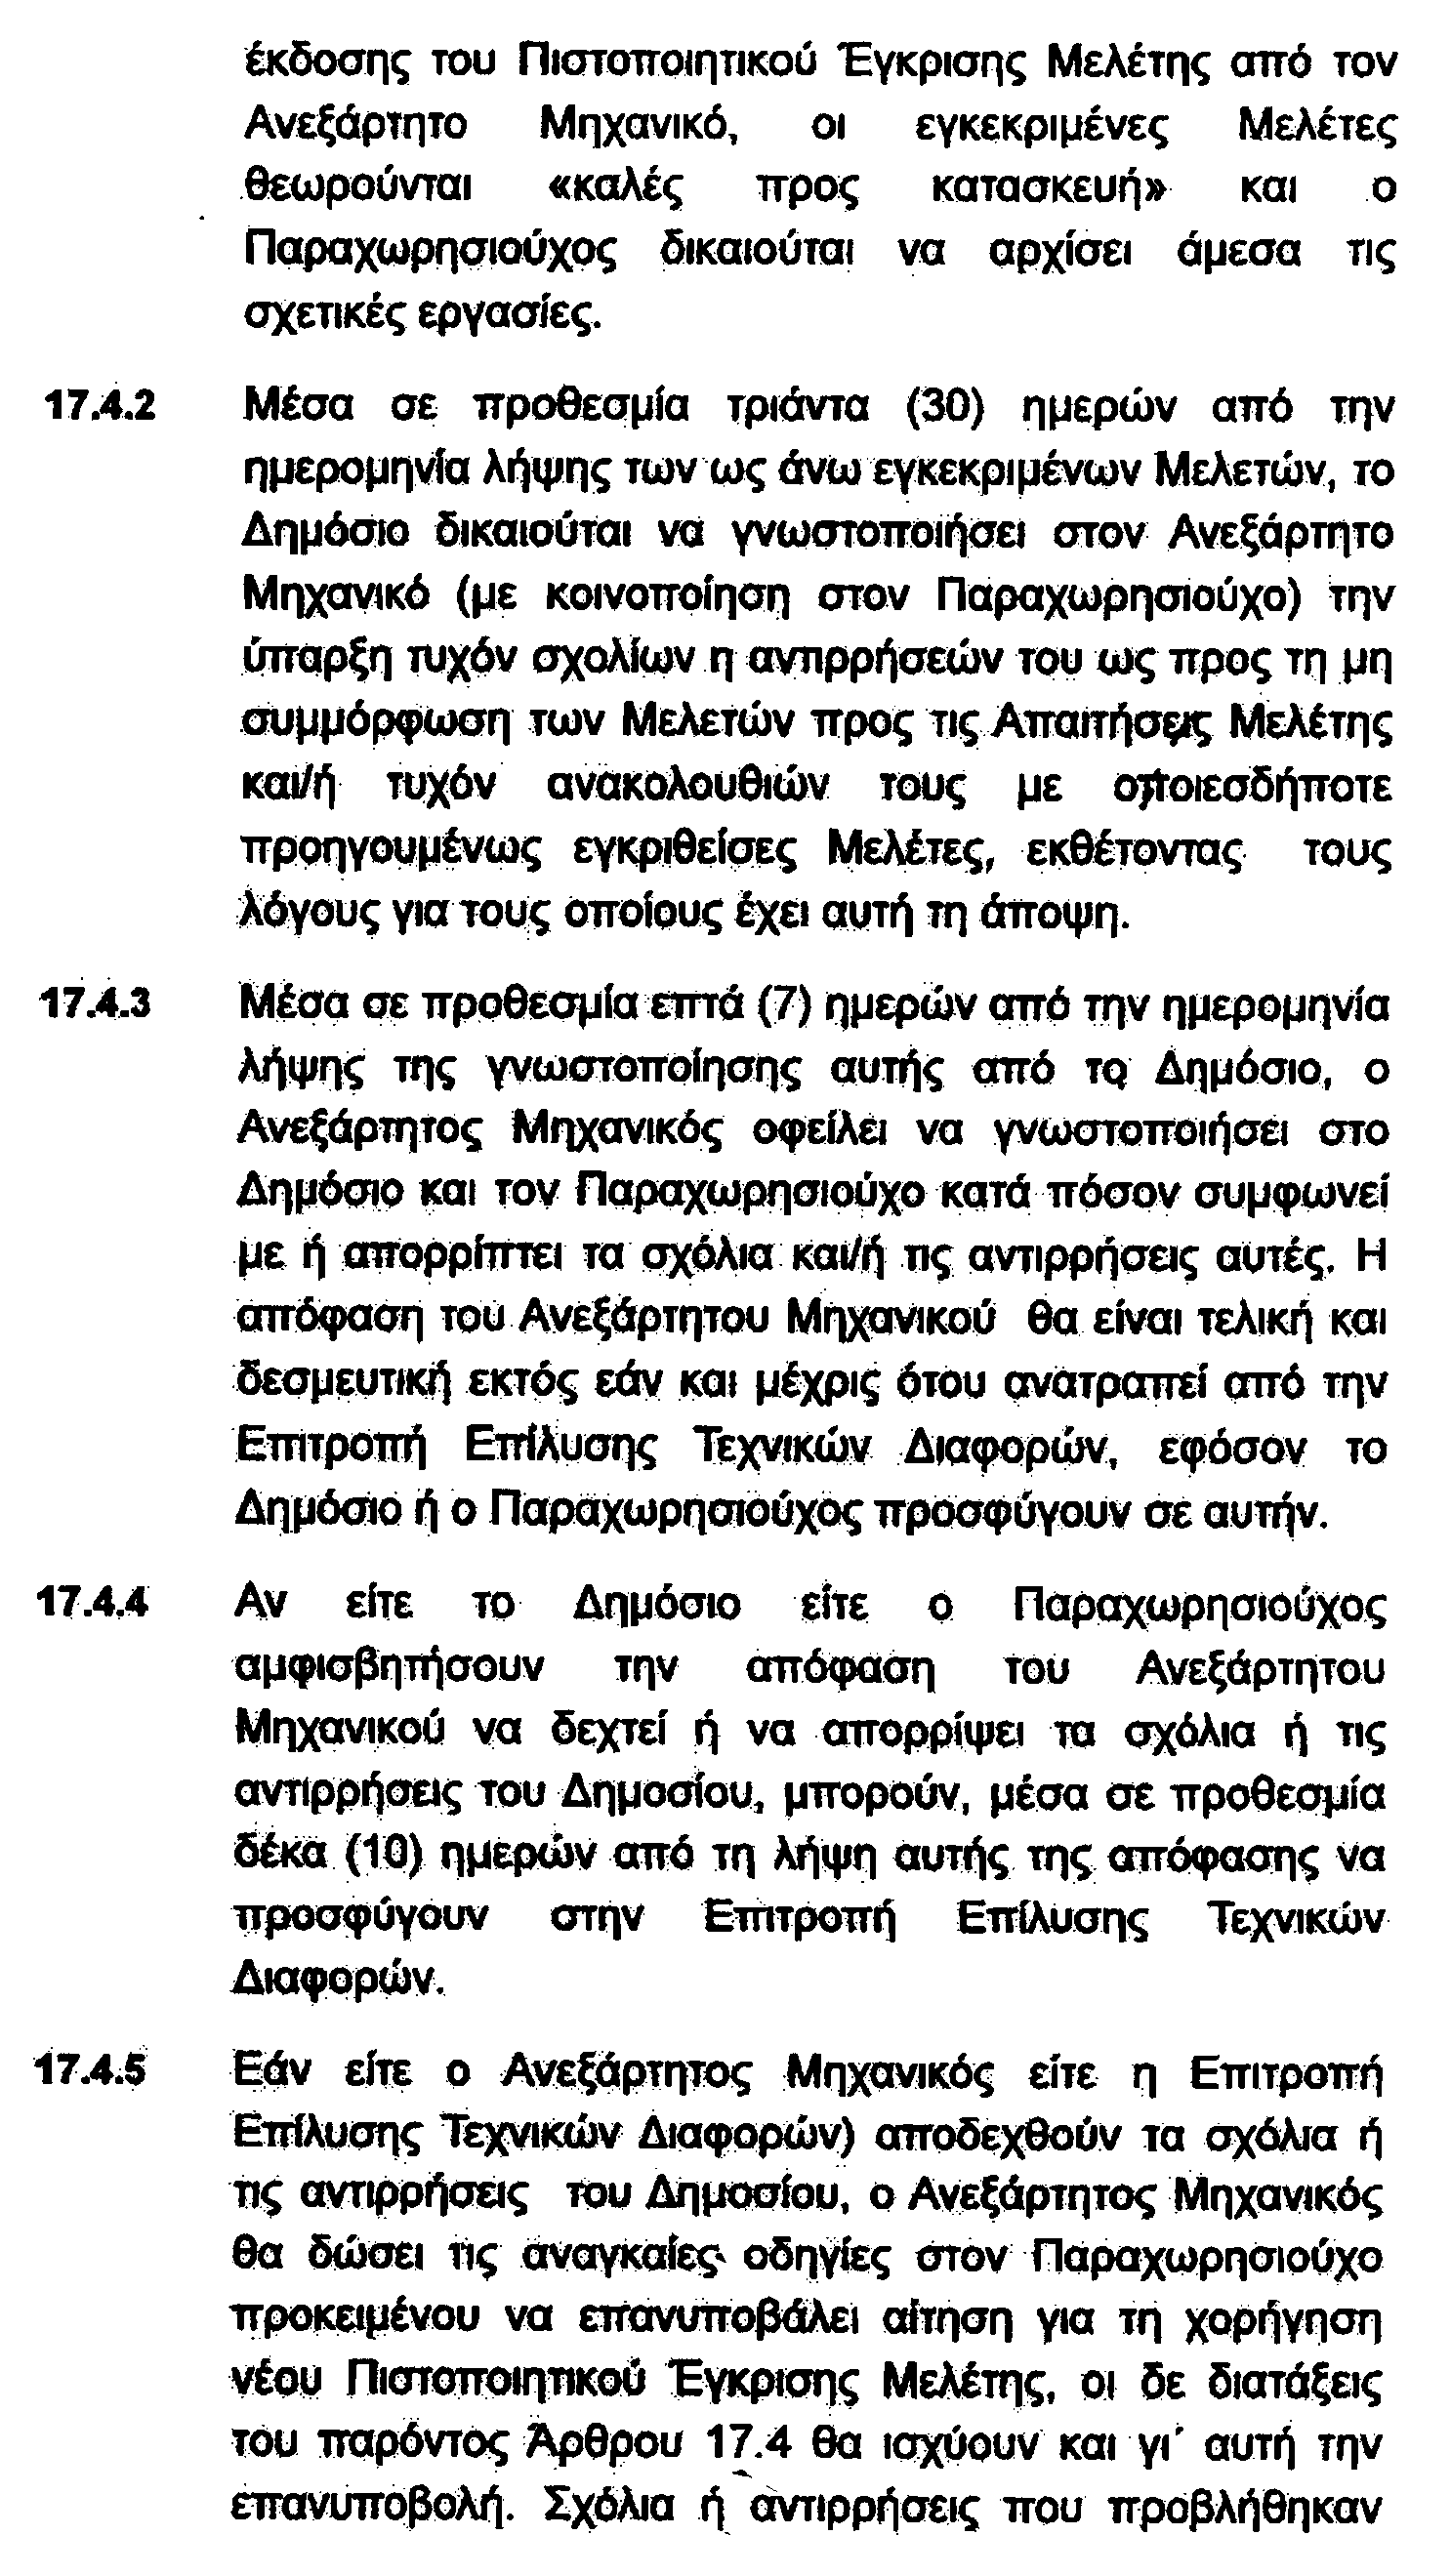 έκδοσης του Πιστοποιητικού Έγκρισης Μελέτης από τον
Ανεξάρτητο Μηχανικό, οι εγκεκριμένες Μελέτες
θεωρούνται «καλές προς κατασκευή» και ο
Παραχωρησιούχος δικαιούται να αρχίσει άμεσα τις
σχετικές εργασίες.
17.4.2 Μέσα σε προθεσμία τριάντα (30) ημερών από την
ημερομηνία λήψης των ως άνω εγκεκριμένων Μελετών, το
Δημόσιο δικαιούται να γνωστοποιήσει στον Ανεξάρτητο
Μηχανικό (με κοινοποίηση στον Παραχωρησιούχο) την
ύπαρξη τυχόν σχολίων η αντιρρήσεών του ως προς τη μη
συμμόρφωση των Μελετών προς τις Απαιτήσεις Μελέτης
και/ή τυχόν ανακολουθιών τους με οποιεσδήποτε
προηγουμένως εγκριθείσες Μελέτες, εκθέτοντας τους
λόγους για τους οποίους έχει αυτή τη άποψη.
17.4.3 Μέσα σε προθεσμία επτά (7) ημερών από την ημερομηνία
λήψης της γνωστοποίησης αυτής από το Δημόσιο, ο
Ανεξάρτητος Μηχανικός οφείλει να γνωστοποιήσει στο
Δημόσιο και τον Παραχωρησιούχο κατά πόσον συμφωνεί
με ή απορρίπτει τα σχόλια και/ή τις αντιρρήσεις αυτές. Η
απόφαση του Ανεξάρτητου Μηχανικού θα είναι τελική και
δεσμευτική εκτός εάν και μέχρις ότου ανατραπεί από την
Επιτροπή Επίλυσης Τεχνικών Διαφορών, εφόσον το
Δημόσιο ή ο Παραχωρησιούχος προσφύγουν σε αυτήν.
17.4.4 Αν είτε το Δημόσιο είτε ο Παραχωρησιούχος
αμφισβητήσουν την απόφαση του Ανεξάρτητου
Μηχανικού να δεχτεί ή να απορρίψει τα σχόλια ή τις
αντιρρήσεις του Δημοσίου, μπορούν, μέσα σε προθεσμία
δέκα (10) ημερών από τη λήψη αυτής της απόφασης να
προσφύγουν στην Επιτροπή Επίλυσης Τεχνικών
Διαφορών.
17.4.5 Εάν είτε ο Ανεξάρτητος Μηχανικός είτε η Επιτροπή
Επίλυσης Τεχνικών Διαφορών) αποδεχθούν τα σχόλια ή
τις αντιρρήσεις του Δημοσίου, ο Ανεξάρτητος Μηχανικός
θα δώσει τις αναγκαίες οδηγίες στον Παραχωρησιούχο
προκειμένου να επανυποβάλει αίτηση για τη χορήγηση
νέου Πιστοποιητικού Έγκρισης Μελέτης, οι δε διατάξεις
του παρόντος Άρθρου 17.4 θα ισχύουν και γι΄ αυτή την
επανυποβολή. Σχόλια ή αντιρρήσεις που προβλήθηκαν